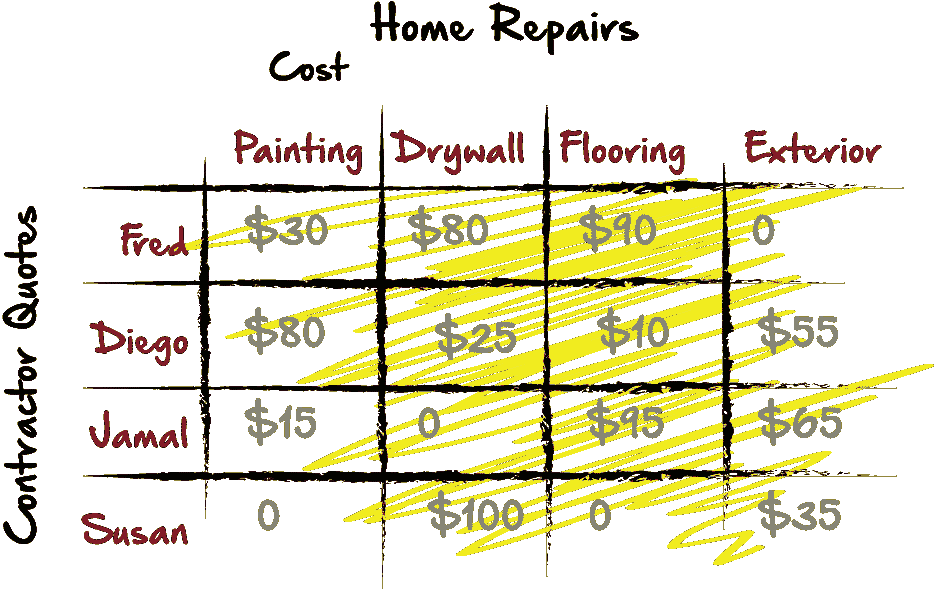 Home Repairs
Cost
Painting Drywall Flooring Exterior
Contractor Quotes
Fred $30 $80 $90 0
Diego $80 $25 $10 $55
Jamal $15 0 $95 $65
Susan 0 $100 0 $35